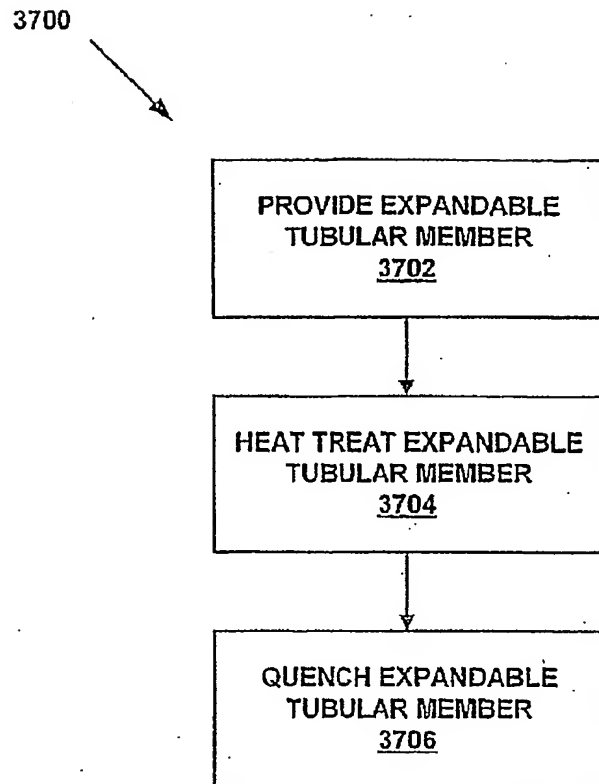 3700
PROVIDE EXPANDABLE
TUBULAR MEMBER
3702
HEAT TREAT EXPANDABLE
TUBULAR MEMBER
3704
QUENCH EXPANDABLE
TUBULAR MEMBER
3706